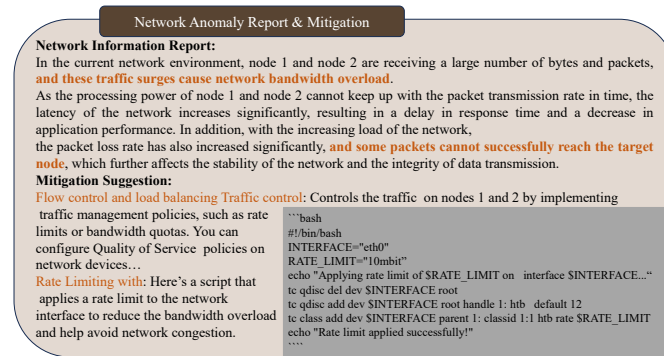 Network Anomaly Report & Mitigation
Network Information Report:
In the current network environment, node 1 and node 2 are receiving a large number of bytes and packets,
and these traffic surges cause network bandwidth overload.
As the processing power of node 1 and node 2 cannot keep up with the packet transmission rate in time, the
latency of the network increases significantly, resulting in a delay in response time and a decrease in
application performance. In addition, with the increasing load of the network,
the packet loss rate has also increased significantly, and some packets cannot successfully reach the target
node, which further affects the stability of the network and the integrity of data transmission.
Mitigation Suggestion:
Flow control and load balancing Traffic control: Controls the traffic on nodes 1 and 2 by implementing
traffic management policies, such as rate
limits or bandwidth quotas. You can
configure Quality of Service policies on
network devices…
Rate Limiting with: Here’s a script that
applies a rate limit to the network
interface to reduce the bandwidth overload
and help avoid network congestion.
```bash
#!/bin/bash
INTERFACE="eth0"
RATE_LIMIT="10mbit”
echo "Applying rate limit of $RATE_LIMIT on interface $INTERFACE...“
tc qdisc del dev $INTERFACE root
tc qdisc add dev $INTERFACE root handle 1: htb default 12
tc class add dev $INTERFACE parent 1: classid 1:1 htb rate $RATE_LIMIT
echo "Rate limit applied successfully!"
````